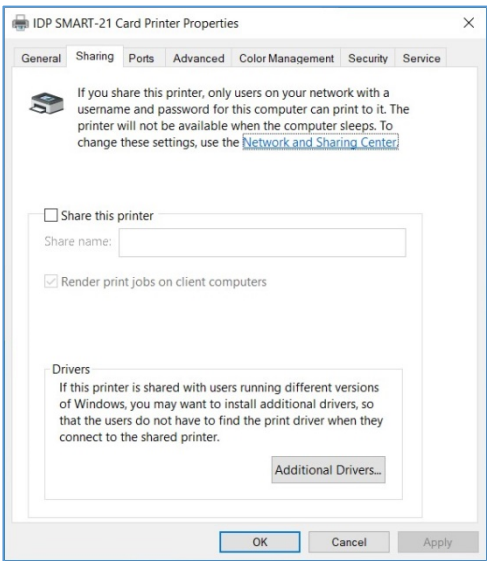 IDP SMART-21 Card Printer Properties
General Sharing Ports Advanced Color Management Security Service
If you share this printer, only users on your network with a
username and password for this computer can print to it. The
printer will not be available when the computer sleeps. To
change these settings, use the Network and Sharing Center.
Share this printer
Share name:
Render print jobs on client computers
Drivers
If this printer is shared with users running different versions
of Windows, you may want to install additional drivers, so
that the users do not have to find the print driver when they
connect to the shared printer.
Additional Drivers...
OK Cancel Apply